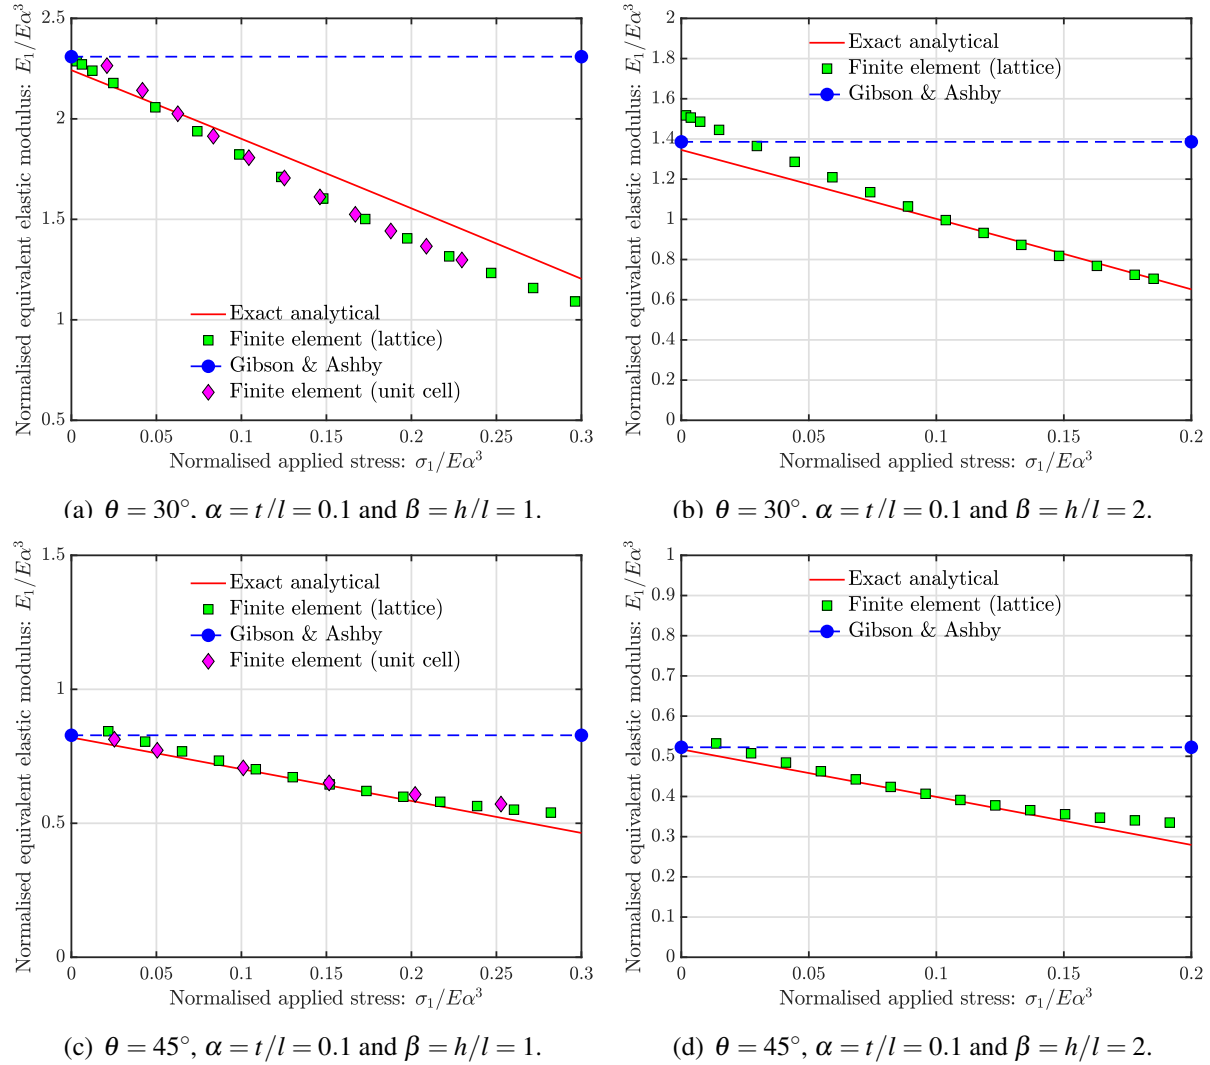 Normalised equivalent elastic modulus: E₁/Eα³
2.5
2
1.5
1
0.5
Exact analytical
Finite element (lattice)
Gibson & Ashby
Finite element (unit cell)
0 0.05 0.1 0.15 0.2 0.25 0.3
Normalised applied stress: σ₁/Eα³
(a) θ = 30°, α = t/l = 0.1 and β = h/l = 1.
Normalised equivalent elastic modulus: E₁/Eα³
2
1.8
1.6
1.4
1.2
1
0.8
0.6
0.4
0.2
0
Exact analytical
Finite element (lattice)
Gibson & Ashby
0 0.05 0.1 0.15 0.2
Normalised applied stress: σ₁/Eα³
(b) θ = 30°, α = t/l = 0.1 and β = h/l = 2.
Normalised equivalent elastic modulus: E₁/Eα³
1.5
1
0.5
0
Exact analytical
Finite element (lattice)
Gibson & Ashby
Finite element (unit cell)
0 0.05 0.1 0.15 0.2 0.25 0.3
Normalised applied stress: σ₁/Eα³
(c) θ = 45°, α = t/l = 0.1 and β = h/l = 1.
Normalised equivalent elastic modulus: E₁/Eα³
1
0.9
0.8
0.7
0.6
0.5
0.4
0.3
0.2
0.1
0
Exact analytical
Finite element (lattice)
Gibson & Ashby
0 0.05 0.1 0.15 0.2
Normalised applied stress: σ₁/Eα³
(d) θ = 45°, α = t/l = 0.1 and β = h/l = 2.